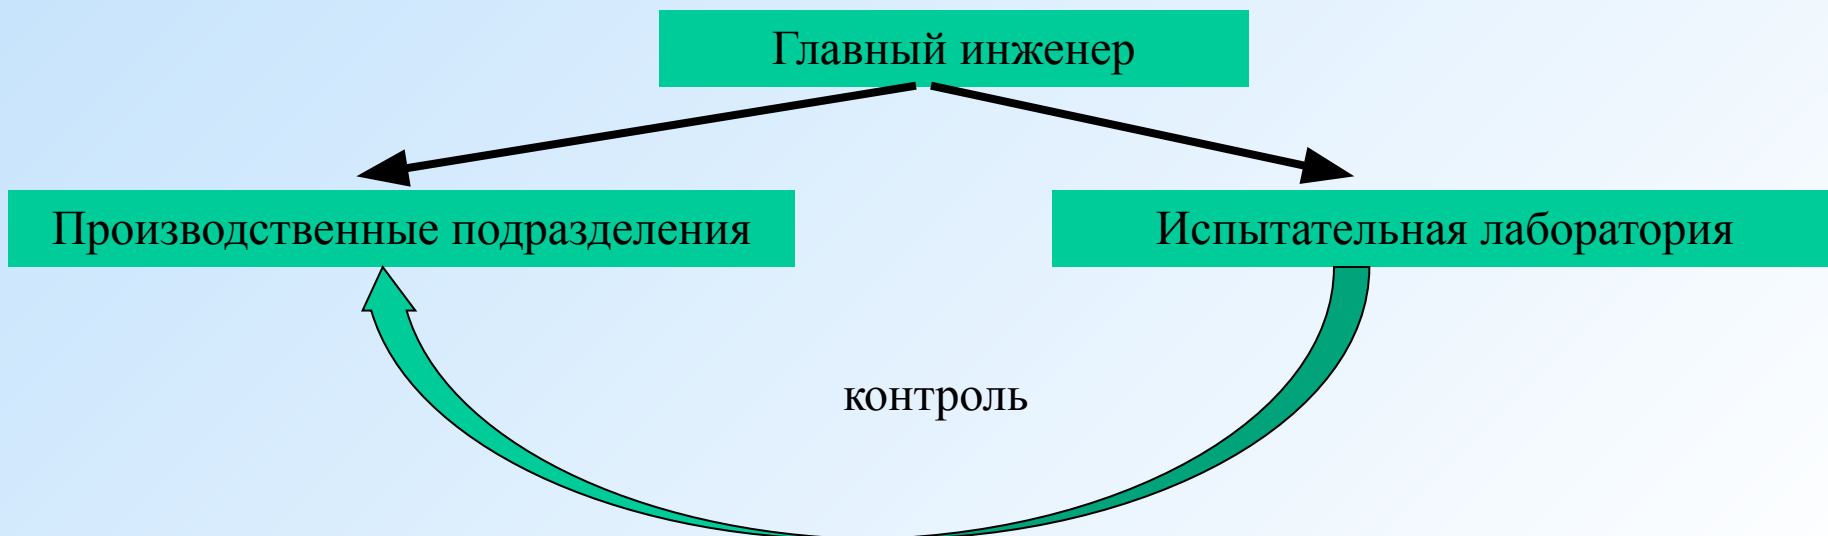 Главный инженер
Производственные подразделения
Испытательная лаборатория
контроль